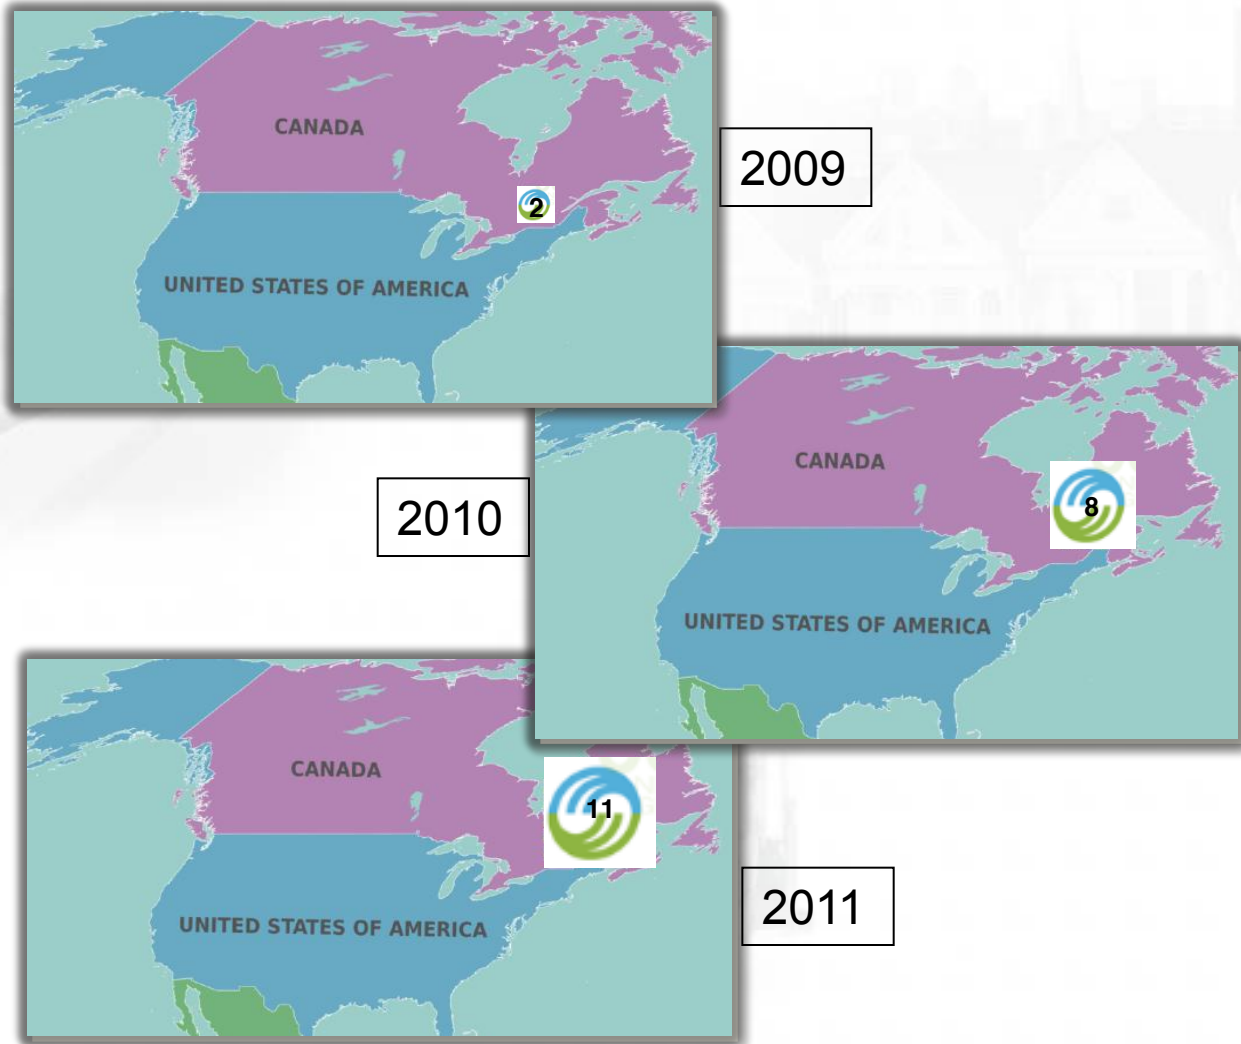 CANADA
2
2009
UNITED STATES OF AMERICA
CANADA
8
2010
UNITED STATES OF AMERICA
CANADA
11
2011
UNITED STATES OF AMERICA